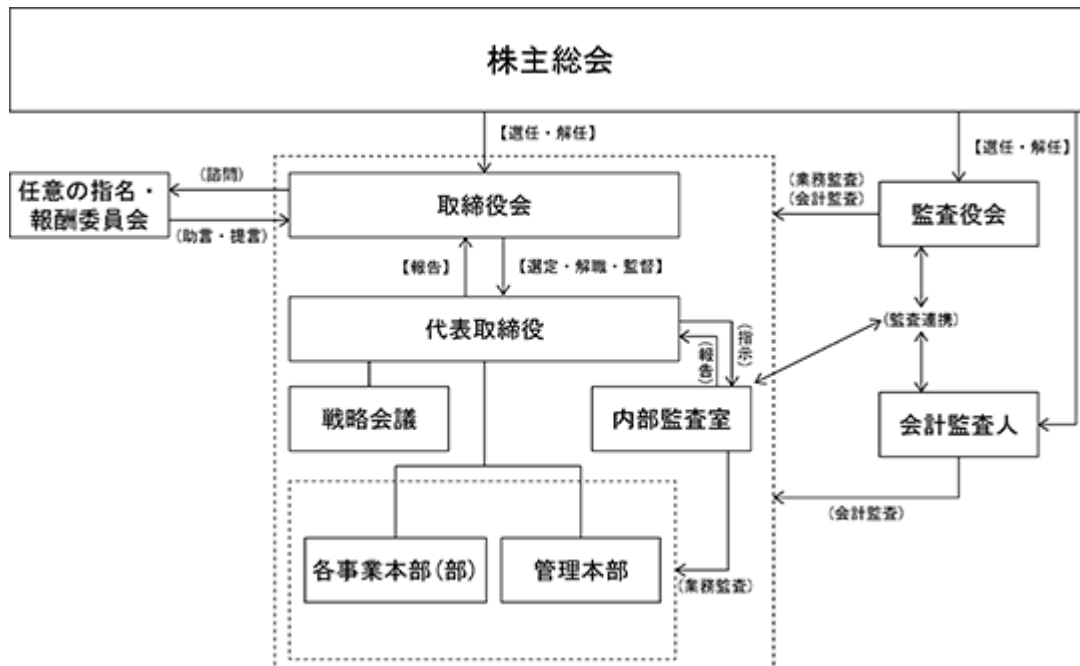 株主総会
【選任・解任】
【選任・解任】
(諮問)
任意の指名・
報酬委員会
(助言・提言)
取締役会
(業務監査)
(会計監査)
監査役会
【報告】
【選定・解職・監督】
代表取締役
(報告)
(指示)
(監査連携)
戦略会議
内部監査室
会計監査人
(会計監査)
各事業本部(部)
管理本部
(業務監査)